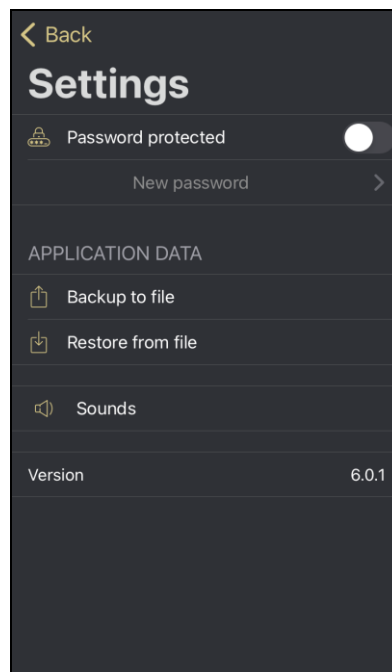 Back
Settings
Password protected
New password
APPLICATION DATA
Backup to file
Restore from file
Sounds
Version 6.0.1